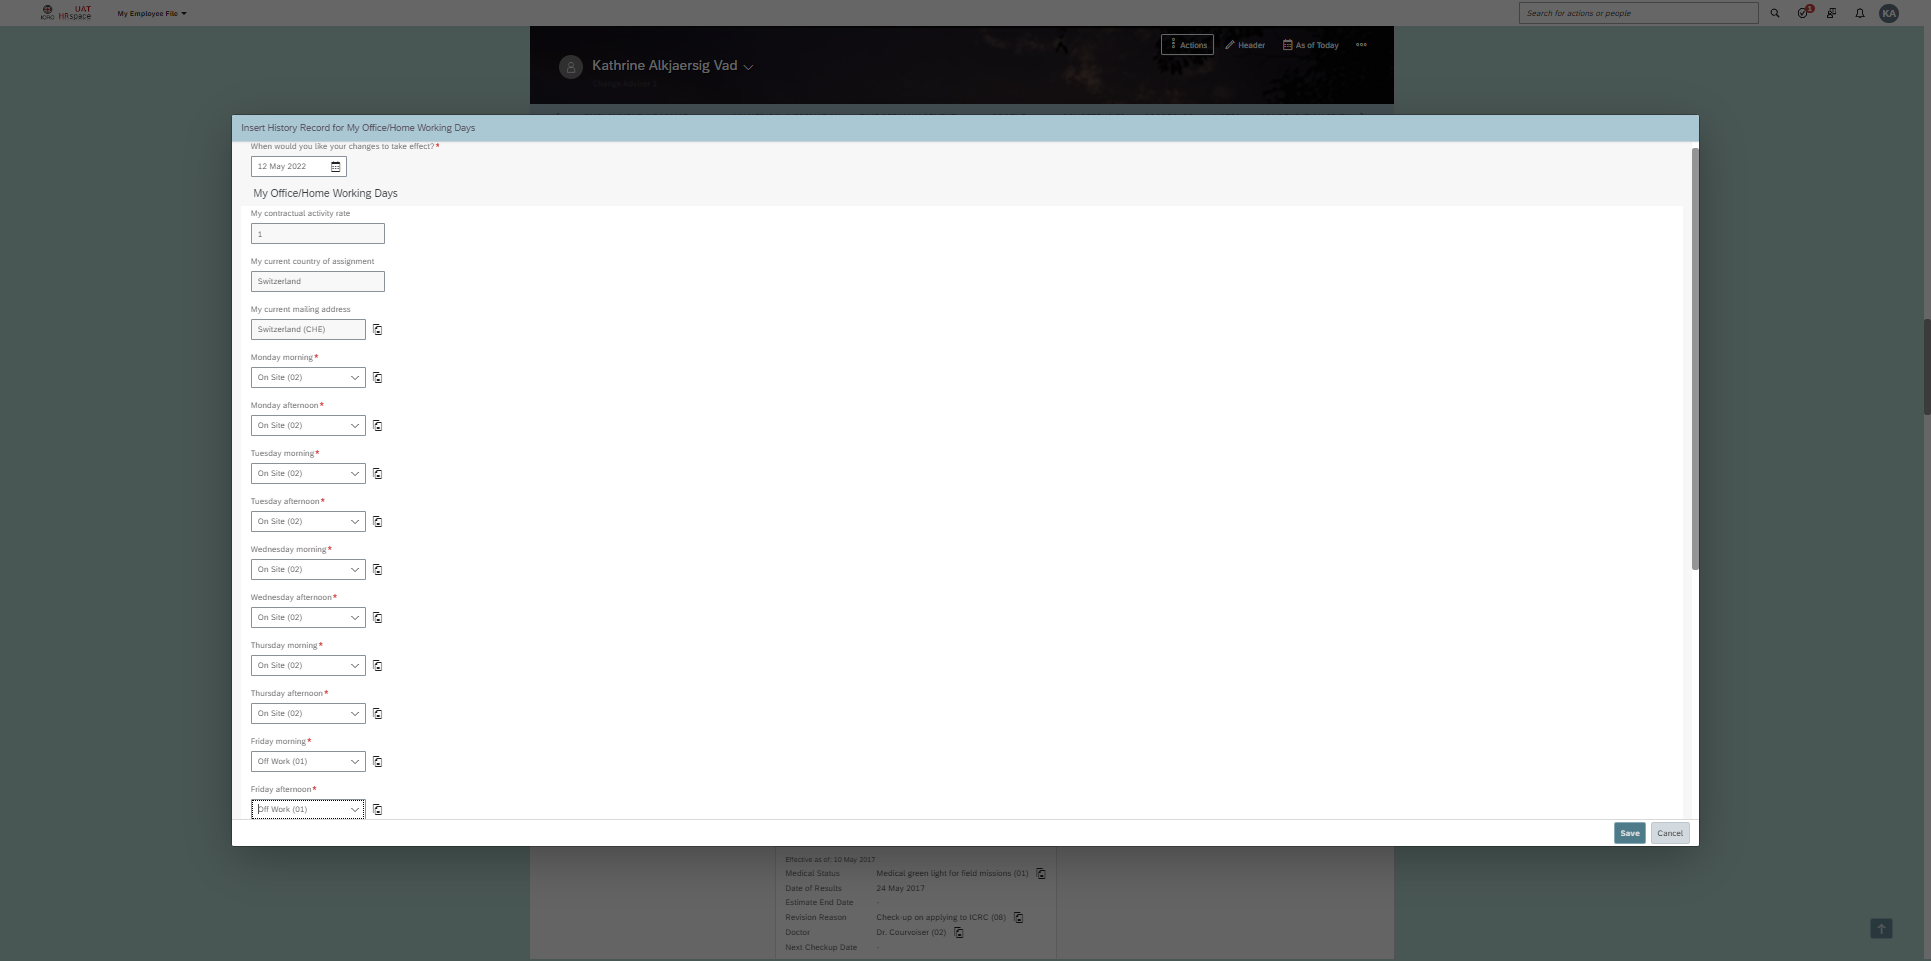 ICRC
UAT
HRspace
My Employee File
Search for actions or people
1
KA
Actions
Header
As of Today
Kathrine Alkjaersig Vad
Insert History Record for My Office/Home Working Days
When would you like your changes to take effect?*
12 May 2022
My Office/Home Working Days
My contractual activity rate
1
My current country of assignment
Switzerland
My current mailing address
Switzerland (CHE)
Monday morning*
On Site (02)
Monday afternoon*
On Site (02)
Tuesday morning*
On Site (02)
Tuesday afternoon*
On Site (02)
Wednesday morning*
On Site (02)
Wednesday afternoon*
On Site (02)
Thursday morning*
On Site (02)
Thursday afternoon*
On Site (02)
Friday morning*
Off Work (01)
Friday afternoon*
Off Work (01)
Save Cancel
Effective as of: 10 May 2017
Medical Status Medical green light for field missions (01)
Date of Results 24 May 2017
Estimate End Date -
Revision Reason Check-up on applying to ICRC (08)
Doctor Dr. Courvoiser (02)
Next Checkup Date -